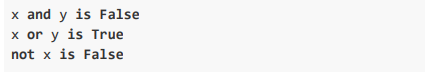 x and y is False
x or y is True
not x is False